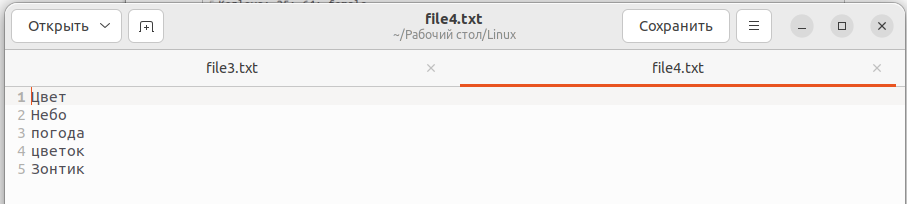 Открыть
file4.txt
~/Рабочий стол/Linux
Сохранить
file3.txt
file4.txt
1 Цвет
2 Небо
3 погода
4 цветок
5 Зонтик